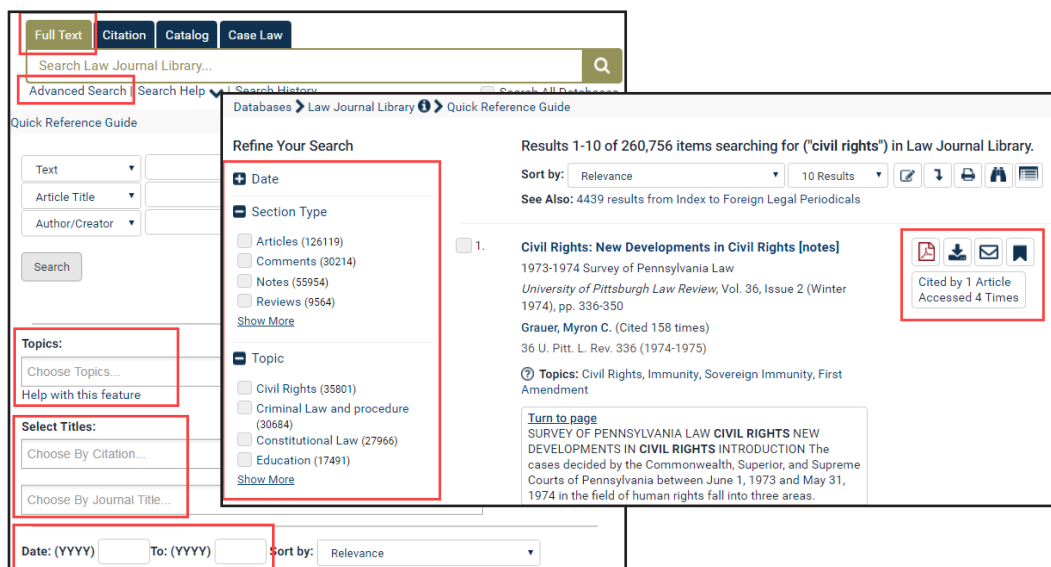 Full Text Citation Catalog Case Law
Search Law Journal Library...
Advanced Search | Search Help | Search History
Search All Databases
Quick Reference Guide
Text
Article Title
Author/Creator
Search
Topics:
Choose Topics...
Help with this feature
Select Titles:
Choose By Citation...
Choose By Journal Title...
Date: (YYYY) To: (YYYY) Sort by: Relevance
Databases Law Journal Library Quick Reference Guide
Refine Your Search
Date
Section Type
Articles (126119)
Comments (30214)
Notes (55954)
Reviews (9564)
Show More
Topic
Civil Rights (35801)
Criminal Law and procedure
(30684)
Constitutional Law (27966)
Education (17491)
Show More
Results 1-10 of 260,756 items searching for ("civil rights") in Law Journal Library.
Sort by: Relevance 10 Results
See Also: 4439 results from Index to Foreign Legal Periodicals
1. Civil Rights: New Developments in Civil Rights [notes]
1973-1974 Survey of Pennsylvania Law
University of Pittsburgh Law Review, Vol. 36, Issue 2 (Winter
1974), pp. 336-350
Grauer, Myron C. (Cited 158 times)
36 U. Pitt. L. Rev. 336 (1974-1975)
Topics: Civil Rights, Immunity, Sovereign Immunity, First
Amendment
Turn to page
SURVEY OF PENNSYLVANIA LAW CIVIL RIGHTS NEW
DEVELOPMENTS IN CIVIL RIGHTS INTRODUCTION The
cases decided by the Commonwealth, Superior, and Supreme
Courts of Pennsylvania between June 1, 1973 and May 31,
1974 in the field of human rights fall into three areas.
Cited by 1 Article
Accessed 4 Times